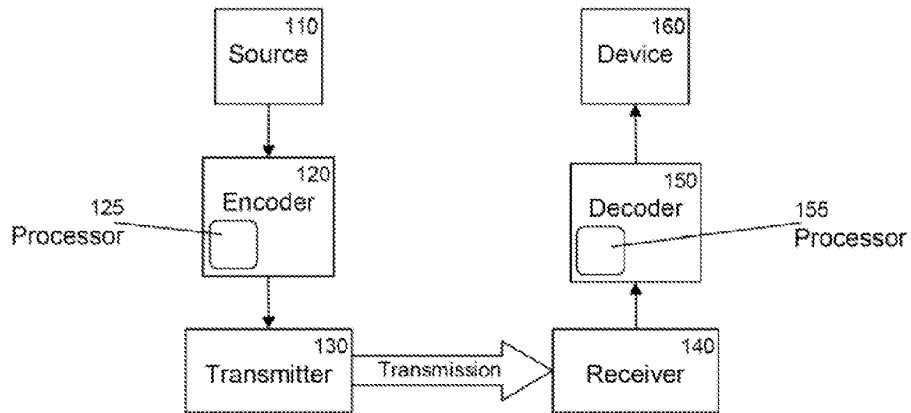 110
Source
160
Device
120
Encoder
125
Processor
150
Decoder
155
Processor
130
Transmitter
Transmission
140
Receiver